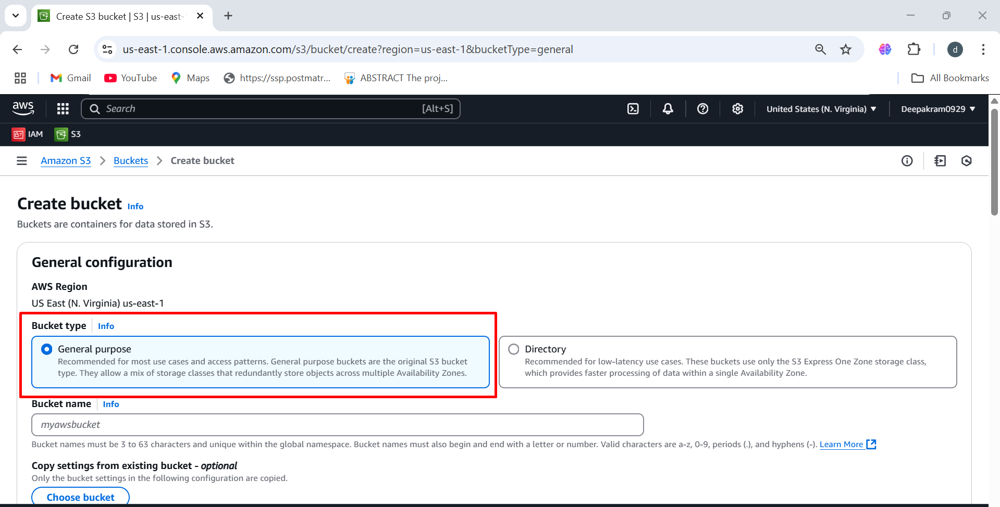 Create S3 bucket | S3 | us-east-
us-east-1.console.aws.amazon.com/s3/bucket/create?region=us-east-1&bucketType=general
d
Gmail
YouTube
Maps
https://ssp.postmatr...
ABSTRACT The proj...
All Bookmarks
aws
Search
[Alt+S]
United States (N. Virginia)
Deepakram0929
IAM
S3
Amazon S3
Buckets
Create bucket
Create bucket Info
Buckets are containers for data stored in S3.
General configuration
AWS Region
US East (N. Virginia) us-east-1
Bucket type Info
General purpose
Recommended for most use cases and access patterns. General purpose buckets are the original S3 bucket
type. They allow a mix of storage classes that redundantly store objects across multiple Availability Zones.
Directory
Recommended for low-latency use cases. These buckets use only the S3 Express One Zone storage class,
which provides faster processing of data within a single Availability Zone.
Bucket name Info
myawsbucket
Bucket names must be 3 to 63 characters and unique within the global namespace. Bucket names must also begin and end with a letter or number. Valid characters are a-z, 0-9, periods (.), and hyphens (-). Learn More
Copy settings from existing bucket - optional
Only the bucket settings in the following configuration are copied.
Choose bucket